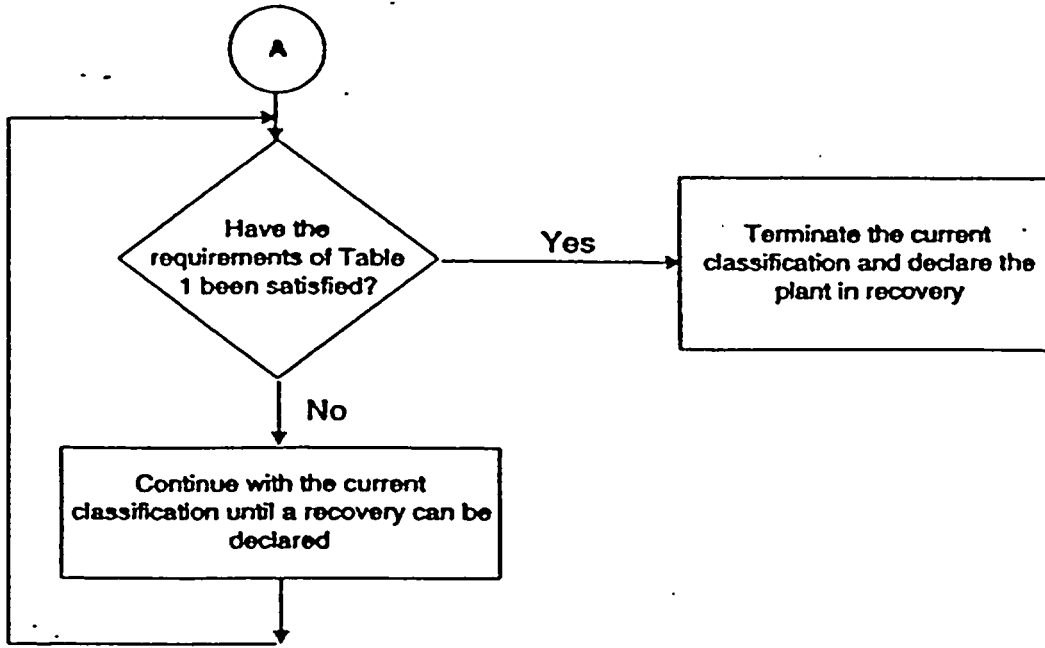 A
Have the
requirements of Table
1 been satisfied?
Yes
Terminate the current
classification and declare the
plant in recovery
No
Continue with the current
classification until a recovery can be
declared